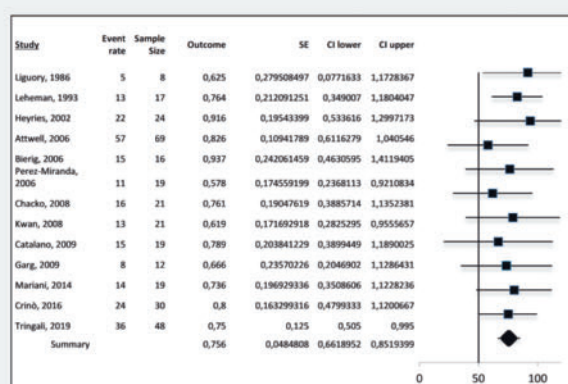 Study Event rate Sample Size Outcome SE CI lower CI upper
Liguory, 1986 5 8 0,625 0,279508497 0,0771633 1,1728367
Leheman, 1993 13 17 0,764 0,212091251 0,349007 1,1804047
Heyries, 2002 22 24 0,916 0,19543399 0,533616 1,2997173
Attwell, 2006 57 69 0,826 0,10941789 0,6116279 1,040546
Bierig, 2006 15 16 0,937 0,242061459 0,4630595 1,4119405
Perez-Miranda, 2006 11 19 0,578 0,174559199 0,2368113 0,9210834
Chacko, 2008 16 21 0,761 0,19047619 0,3885714 1,1352381
Kwan, 2008 13 21 0,619 0,171692918 0,2825295 0,9555657
Catalano, 2009 15 19 0,789 0,203841229 0,3899449 1,1890025
Garg, 2009 8 12 0,666 0,23570226 0,2046902 1,1286431
Mariani, 2014 14 19 0,736 0,196929336 0,3508606 1,1228236
Crinò, 2016 24 30 0,8 0,163299316 0,4799333 1,1200667
Tringali, 2019 36 48 0,75 0,125 0,505 0,995
Summary 0,756 0,0484808 0,6618952 0,8519399
0 50 100